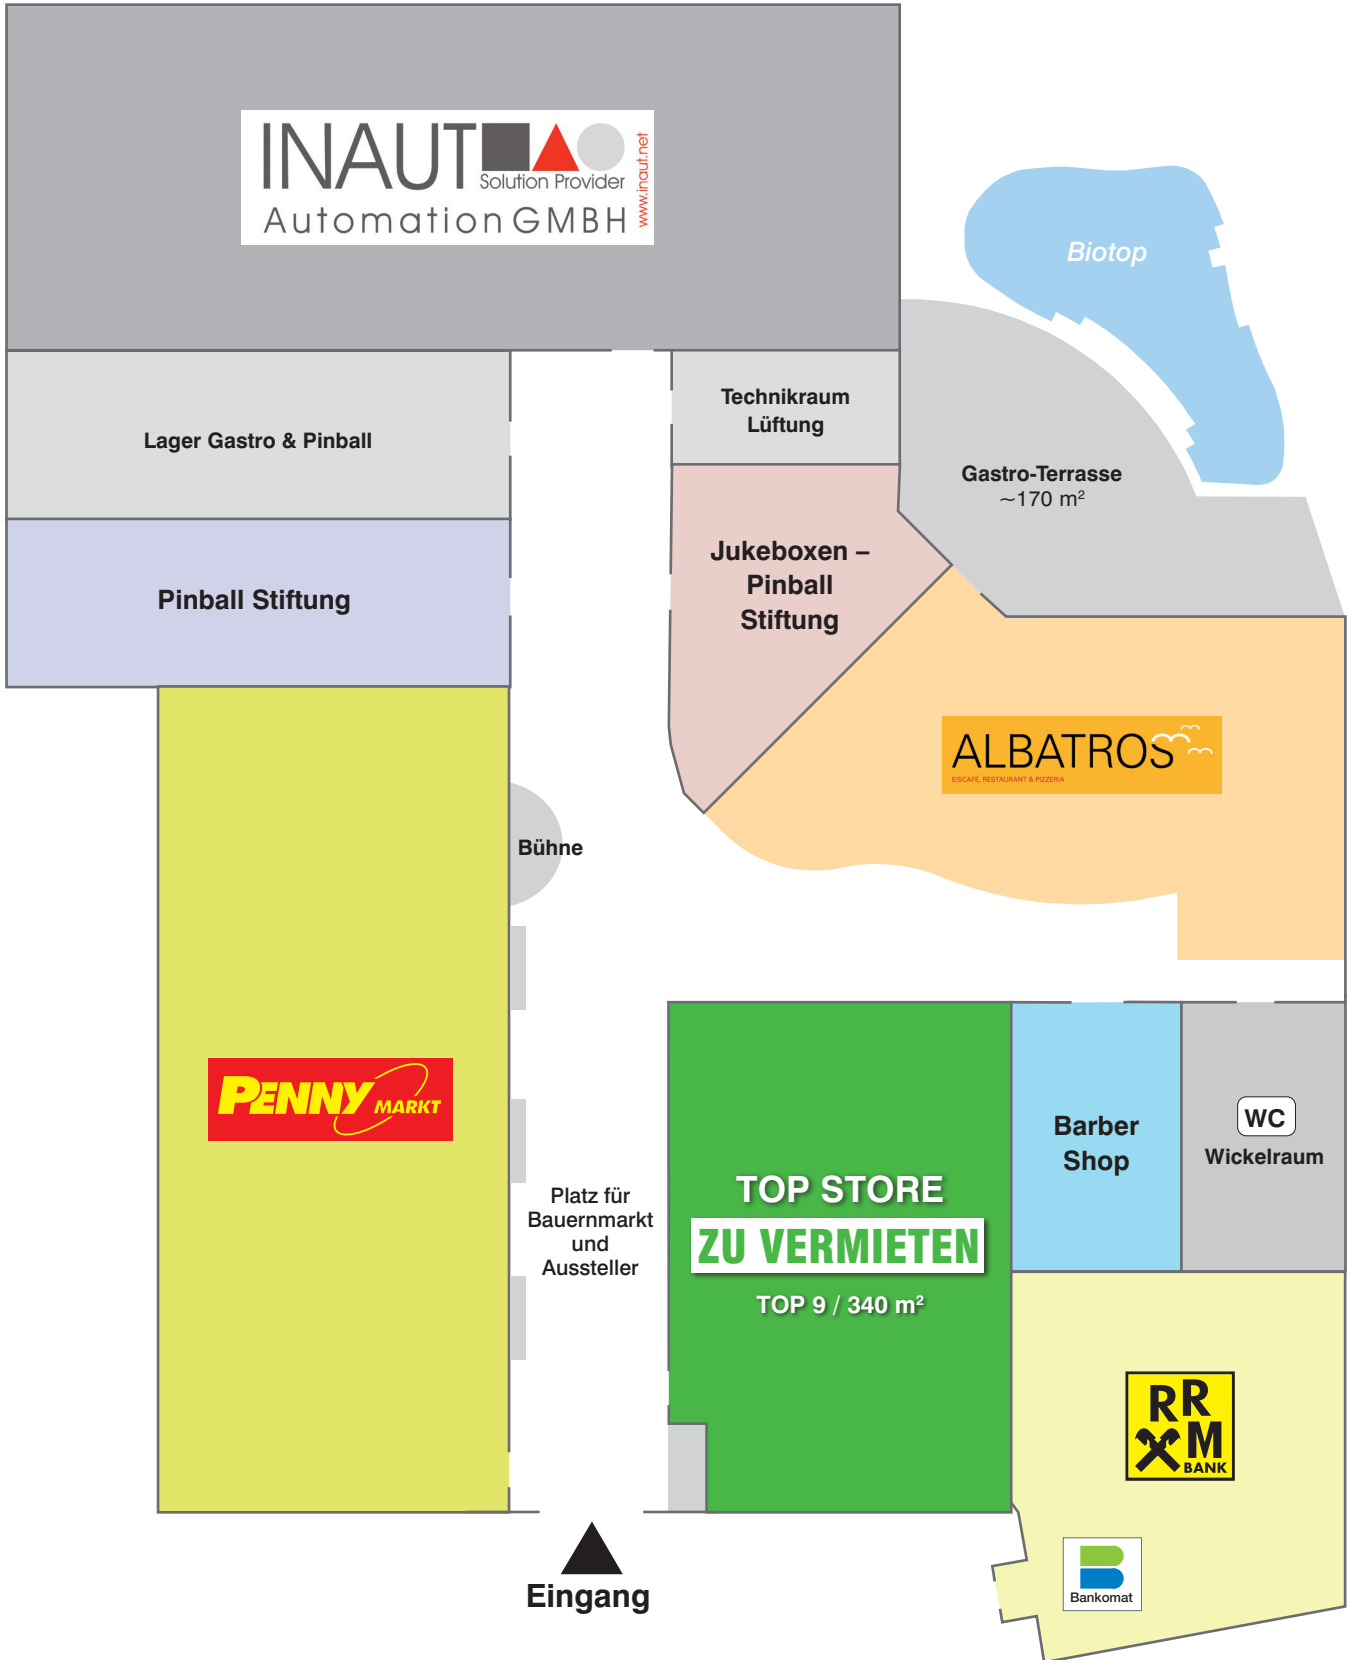 INAUT
Solution Provider
Automation GMBH
www.inaut.net
Biotop
Lager Gastro & Pinball
Technikraum
Lüftung
Gastro-Terrasse
~170 m²
Pinball Stiftung
Jukeboxen –
Pinball
Stiftung
ALBATROS
EISCAFÉ, RESTAURANT & PIZZERIA
Bühne
PENNY MARKT
Platz für
Bauernmarkt
und
Aussteller
TOP STORE
ZU VERMIETEN
TOP 9 / 340 m²
Barber
Shop
WC
Wickelraum
RR
M
BANK
Bankomat
Eingang